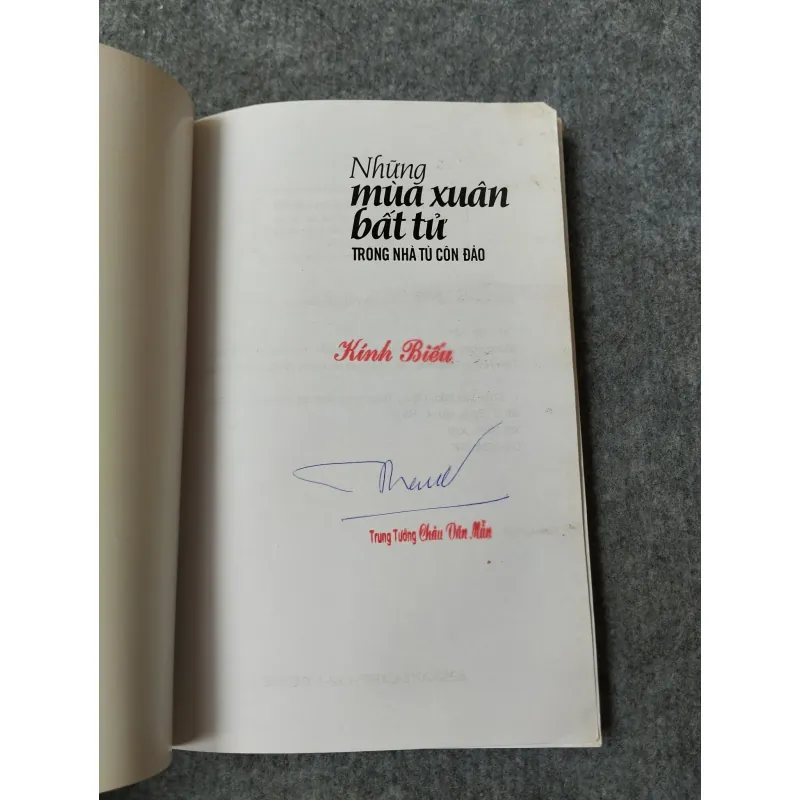 Những
mùa xuân
bất tử
TRONG NHÀ TÙ CÔN ĐẢO
Kính Biếu
Trung Tướng Châu Văn Mẫn